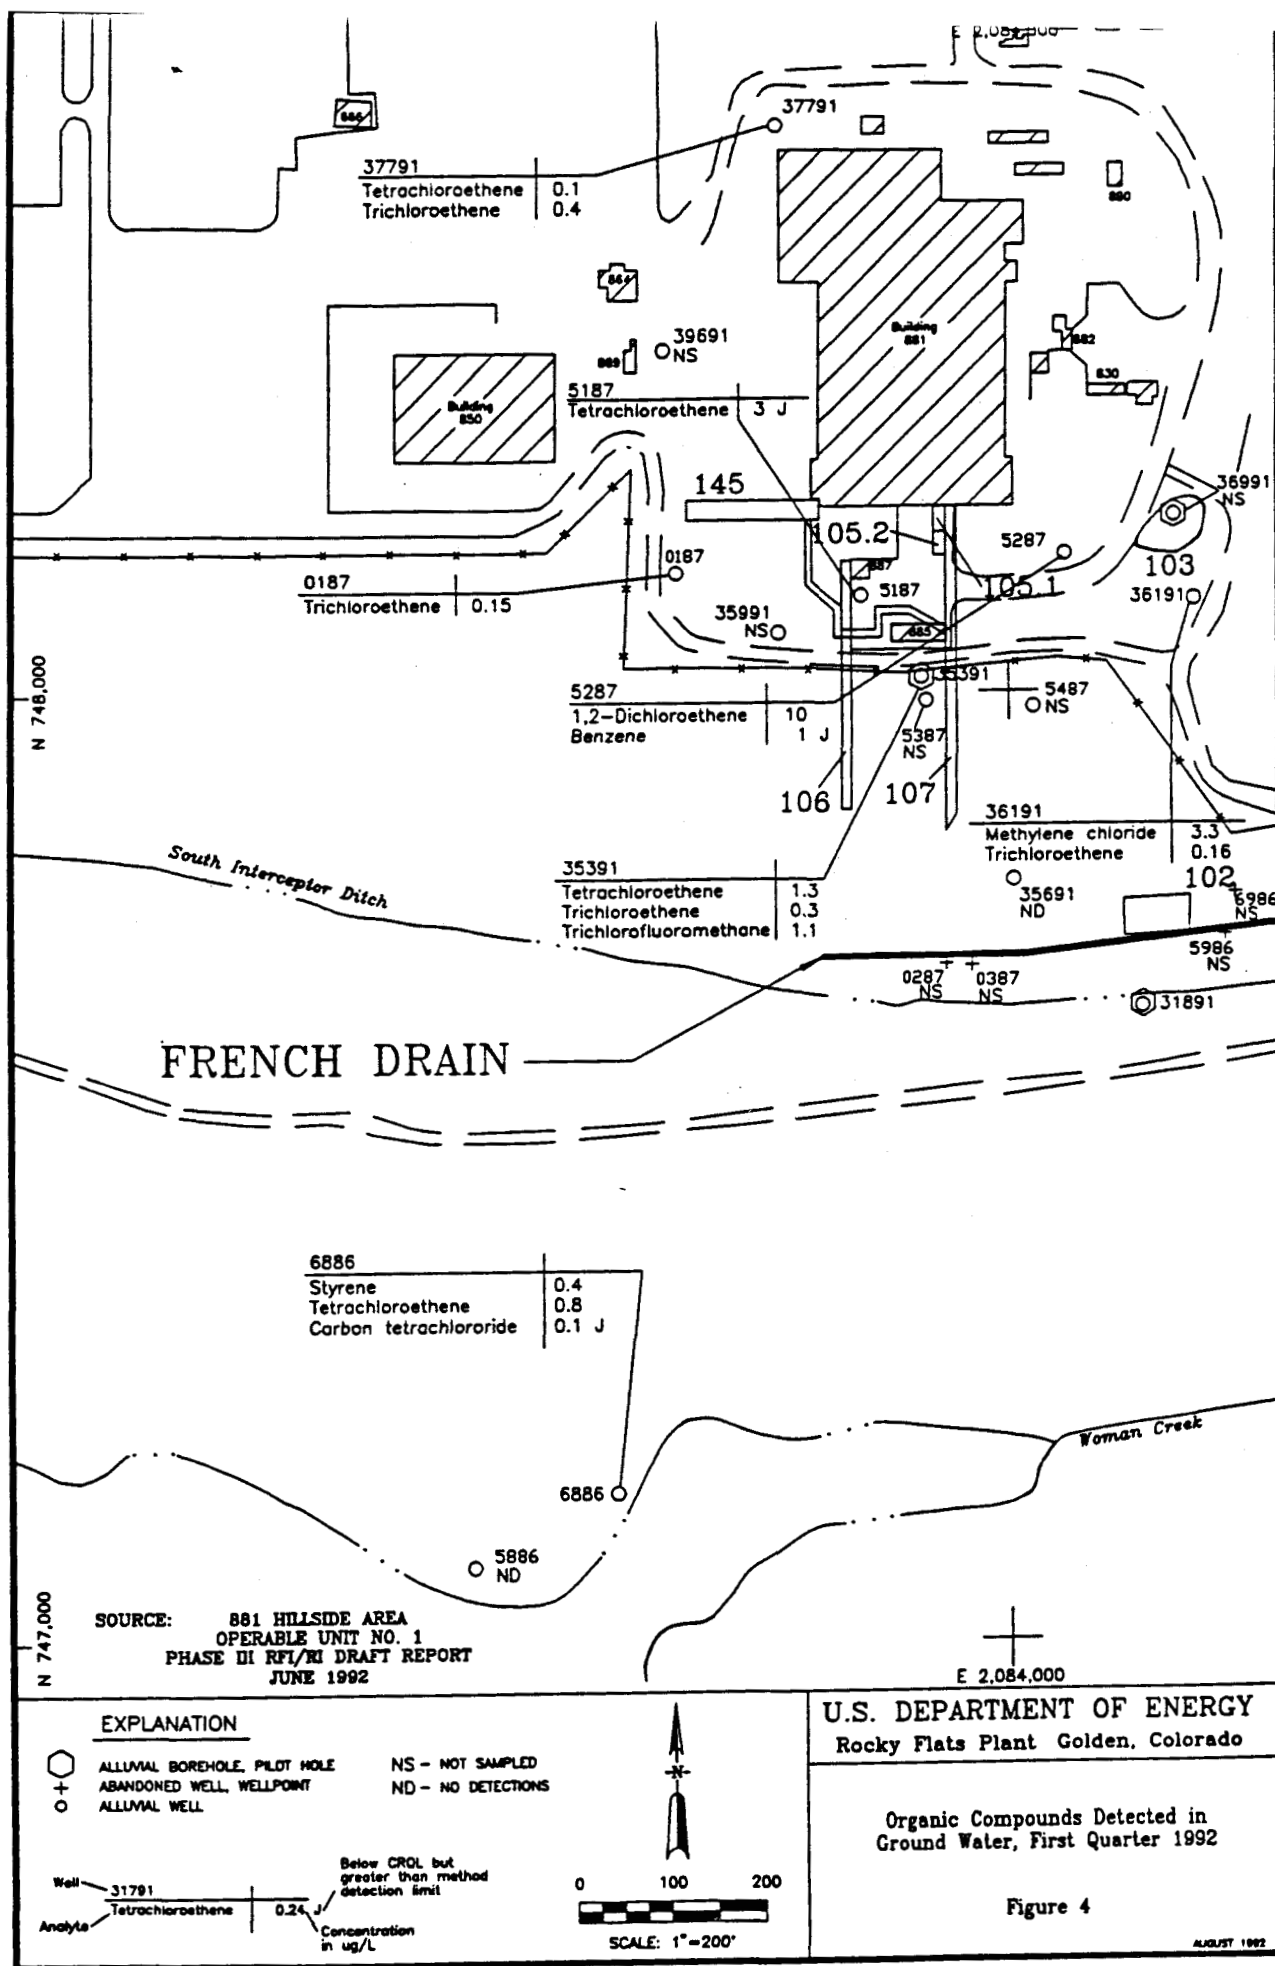 E 2,084,500
37791
886
37791
Tetrachloroethene 0.1
Trichloroethene 0.4
880
864
Building
881
39691
NS
889
882
830
5187
Tetrachloroethene 3 J
Building
850
145
36991
NS
105.2
5287
103
0187
887
0187
Trichloroethene 0.15
5187
105.1
36191
35991
NS
885
35391
N 748,000
5287
1,2-Dichloroethene 10
Benzene 1 J
5487
NS
5387
NS
106
107
36191
Methylene chloride 3.3
Trichloroethene 0.16
South Interceptor Ditch
35391
Tetrachloroethene 1.3
Trichloroethene 0.3
Trichlorofluoromethane 1.1
102
35691
ND
6986
NS
5986
NS
0287
NS
0387
NS
31891
FRENCH DRAIN
6886
Styrene 0.4
Tetrachloroethene 0.8
Carbon tetrachlororide 0.1 J
Woman Creek
6886
5886
ND
N 747,000
SOURCE: 881 HILLSIDE AREA
OPERABLE UNIT NO. 1
PHASE III RFI/RI DRAFT REPORT
JUNE 1992
E 2,084,000
EXPLANATION
ALLUVIAL BOREHOLE, PILOT HOLE
ABANDONED WELL, WELLPOINT
ALLUVIAL WELL
NS - NOT SAMPLED
ND - NO DETECTIONS
Well
31791
Analyte
Tetrachloroethene 0.24 J
Below CRQL but
greater than method
detection limit
Concentration
in ug/L
N
0 100 200
SCALE: 1"=200'
U.S. DEPARTMENT OF ENERGY
Rocky Flats Plant Golden, Colorado
Organic Compounds Detected in
Ground Water, First Quarter 1992
Figure 4
AUGUST 1992